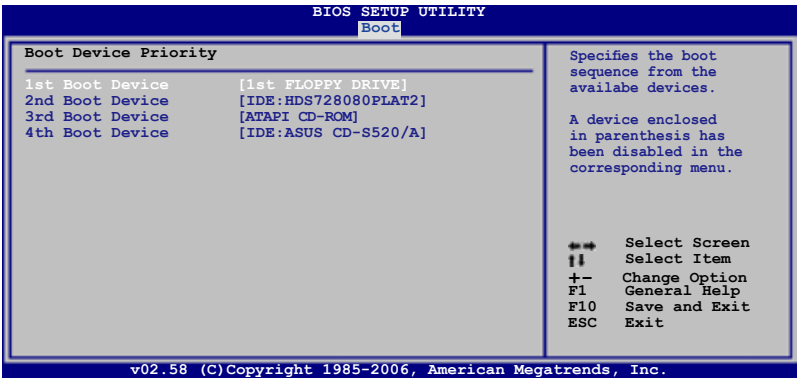 BIOS SETUP UTILITY
Boot
Boot Device Priority
1st Boot Device [1st FLOPPY DRIVE]
2nd Boot Device [IDE:HDS728080PLAT2]
3rd Boot Device [ATAPI CD-ROM]
4th Boot Device [IDE:ASUS CD-S520/A]
Specifies the boot
sequence from the
availabe devices.
A device enclosed
in parenthesis has
been disabled in the
corresponding menu.
←→ Select Screen
↑↓ Select Item
+- Change Option
F1 General Help
F10 Save and Exit
ESC Exit
v02.58 (C)Copyright 1985-2006, American Megatrends, Inc.